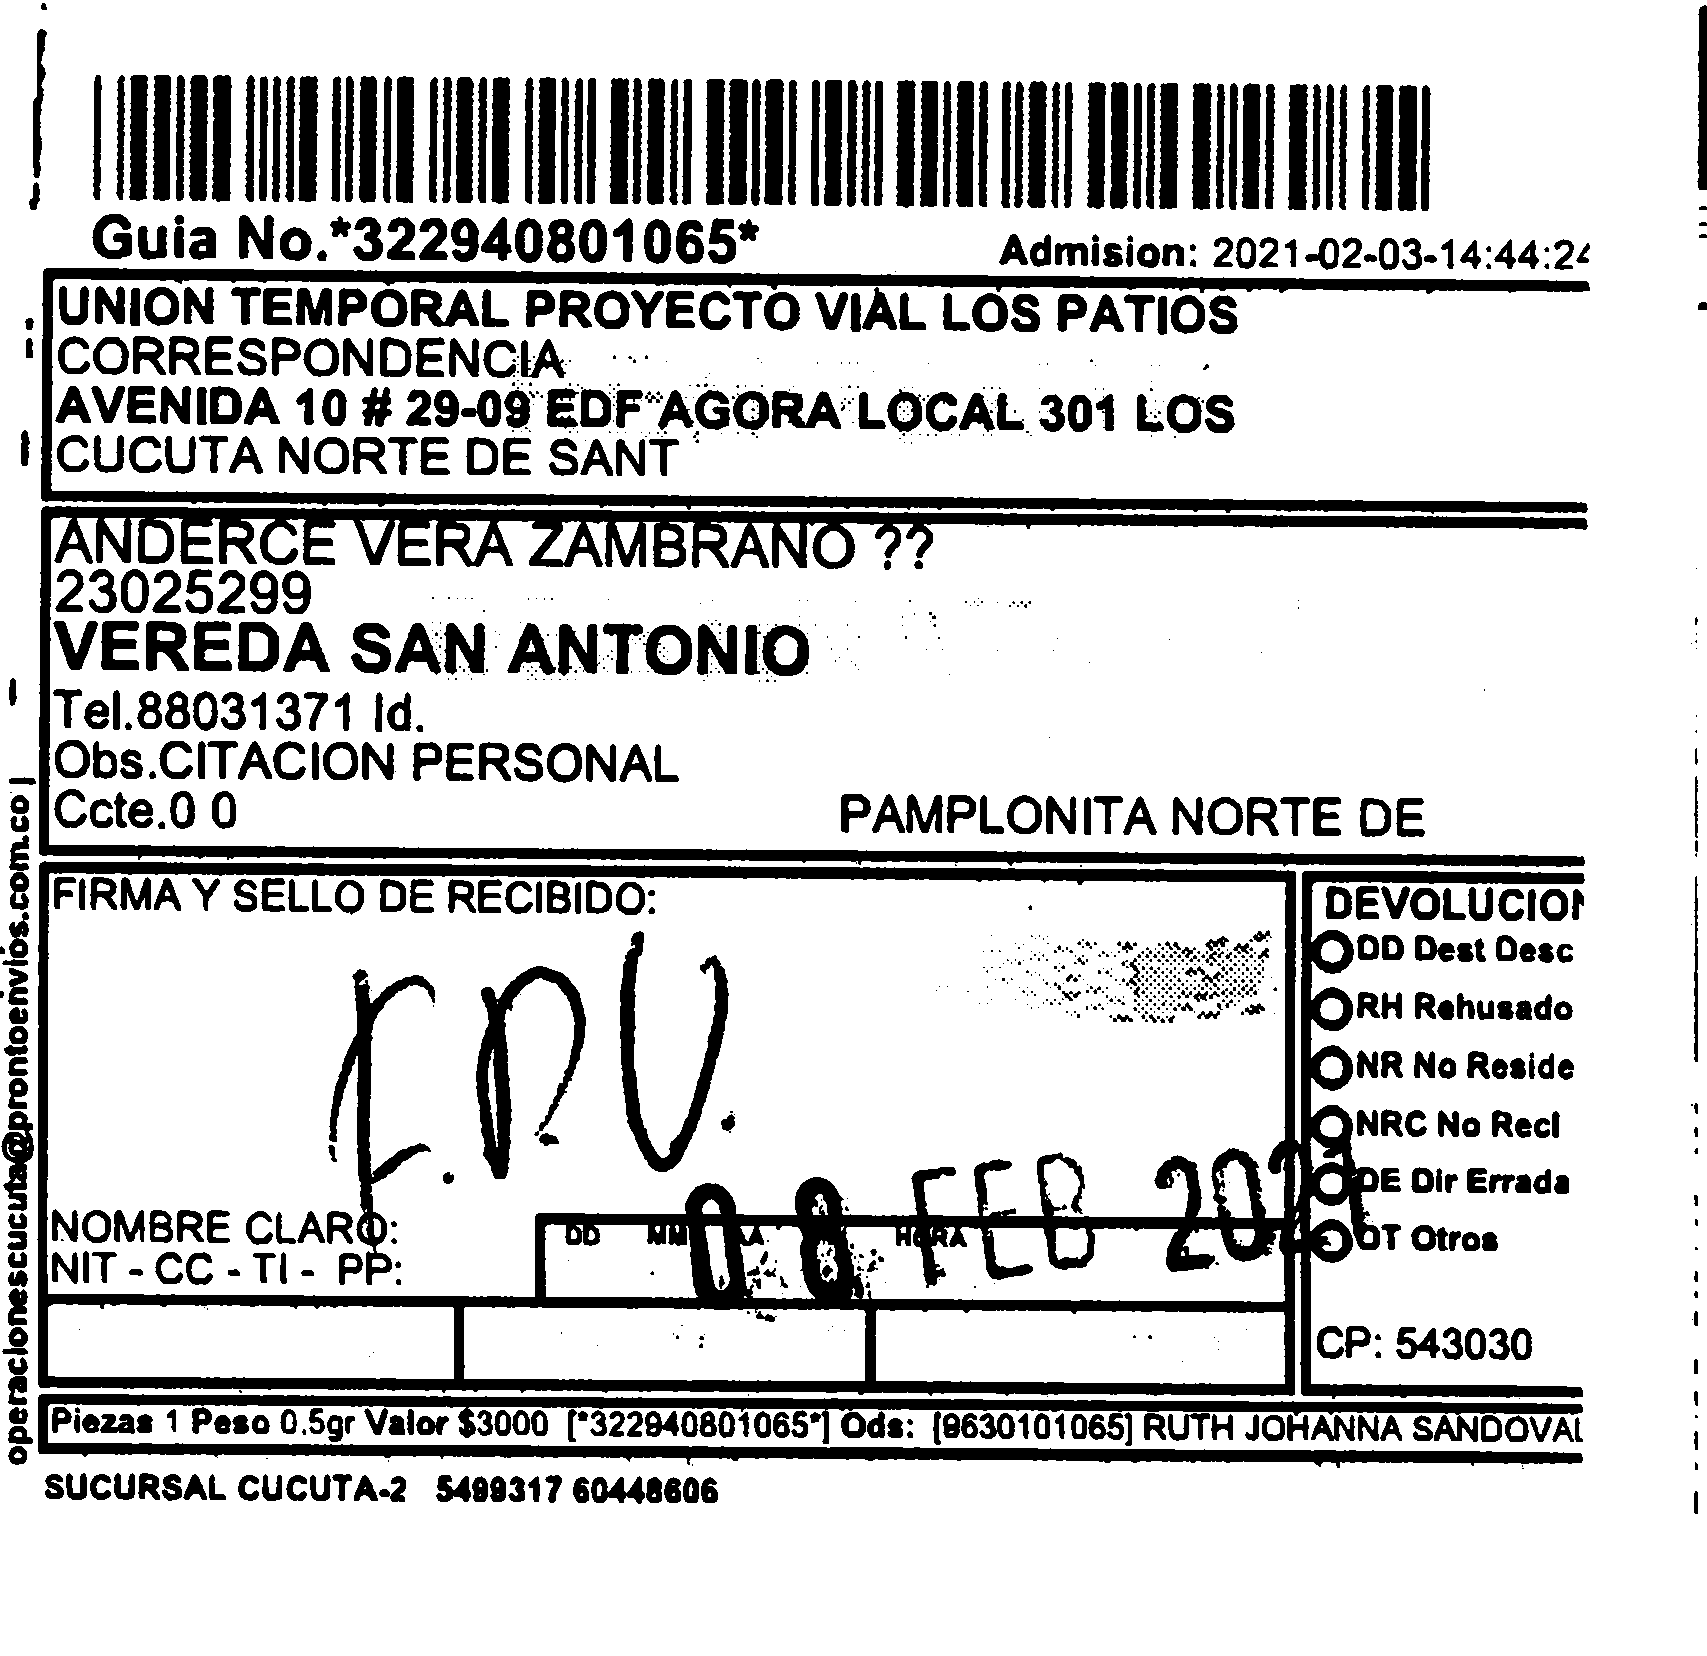 Guia No.*322940801065*
Admision: 2021-02-03-14:44:24
UNION TEMPORAL PROYECTO VIAL LOS PATIOS
CORRESPONDENCIA
AVENIDA 10 # 29-09 EDF AGORA LOCAL 301 LOS
CUCUTA NORTE DE SANT
ANDERCE VERA ZAMBRANO ??
23025299
VEREDA SAN ANTONIO
Tel.88031371 Id.
Obs.CITACION PERSONAL
Ccte.0 0
PAMPLONITA NORTE DE
FIRMA Y SELLO DE RECIBIDO:
DEVOLUCION
DD Dest Desc
RH Rehusado
NR No Reside
NRC No Recl
DE Dir Errada
OT Otros
08 FEB 2021
NOMBRE CLARO:
NIT - CC - TI - PP:
DD MM AA HORA
CP: 543030
Piezas 1 Peso 0.5gr Valor $3000 [*322940801065*] Ods: [9630101065] RUTH JOHANNA SANDOVAL
SUCURSAL CUCUTA-2 5499317 60448606
operacionescucuta@prontoenvios.com.co |